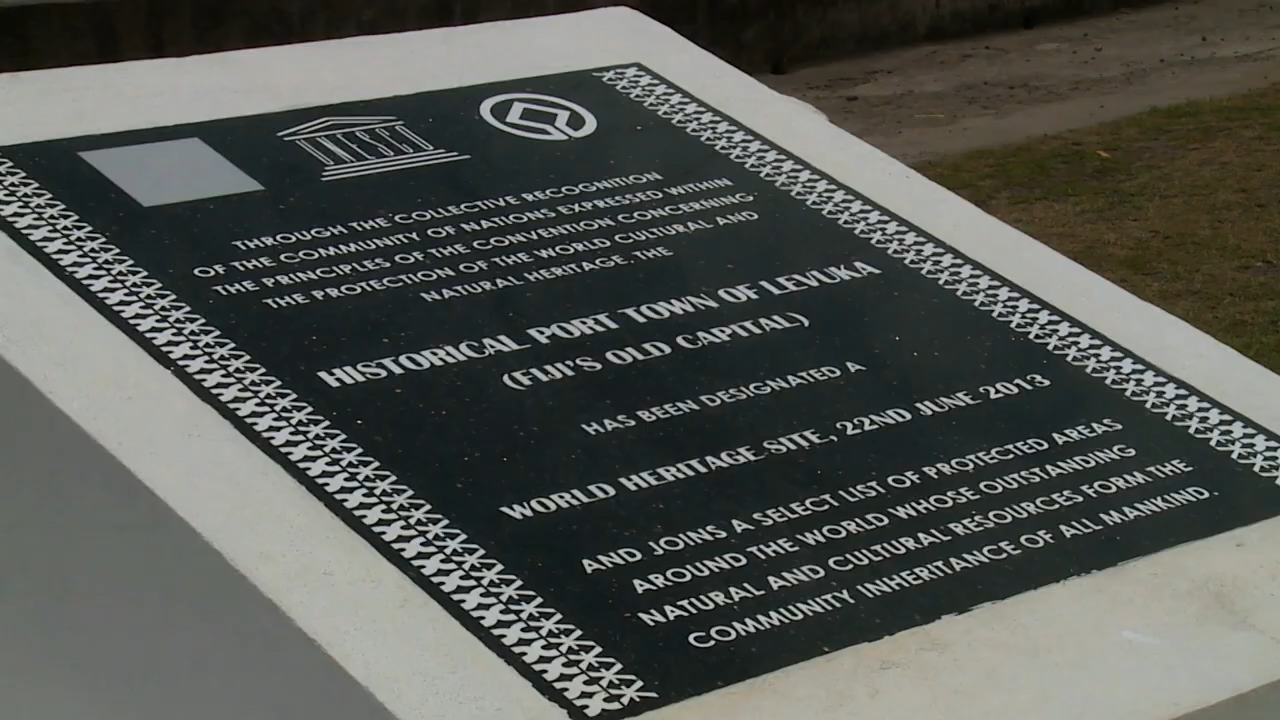 UNESCO
THROUGH THE COLLECTIVE RECOGNITION
OF THE COMMUNITY OF NATIONS EXPRESSED WITHIN
THE PRINCIPLES OF THE CONVENTION CONCERNING
THE PROTECTION OF THE WORLD CULTURAL AND
NATURAL HERITAGE . THE
HISTORICAL PORT TOWN OF LEVUKA
(FIJI'S OLD CAPITAL)
HAS BEEN DESIGNATED A
WORLD HERITAGE SITE, 22ND JUNE 2013
AND JOINS A SELECT LIST OF PROTECTED AREAS
AROUND THE WORLD WHOSE OUTSTANDING
NATURAL AND CULTURAL RESOURCES FORM THE
COMMUNITY INHERITANCE OF ALL MANKIND.